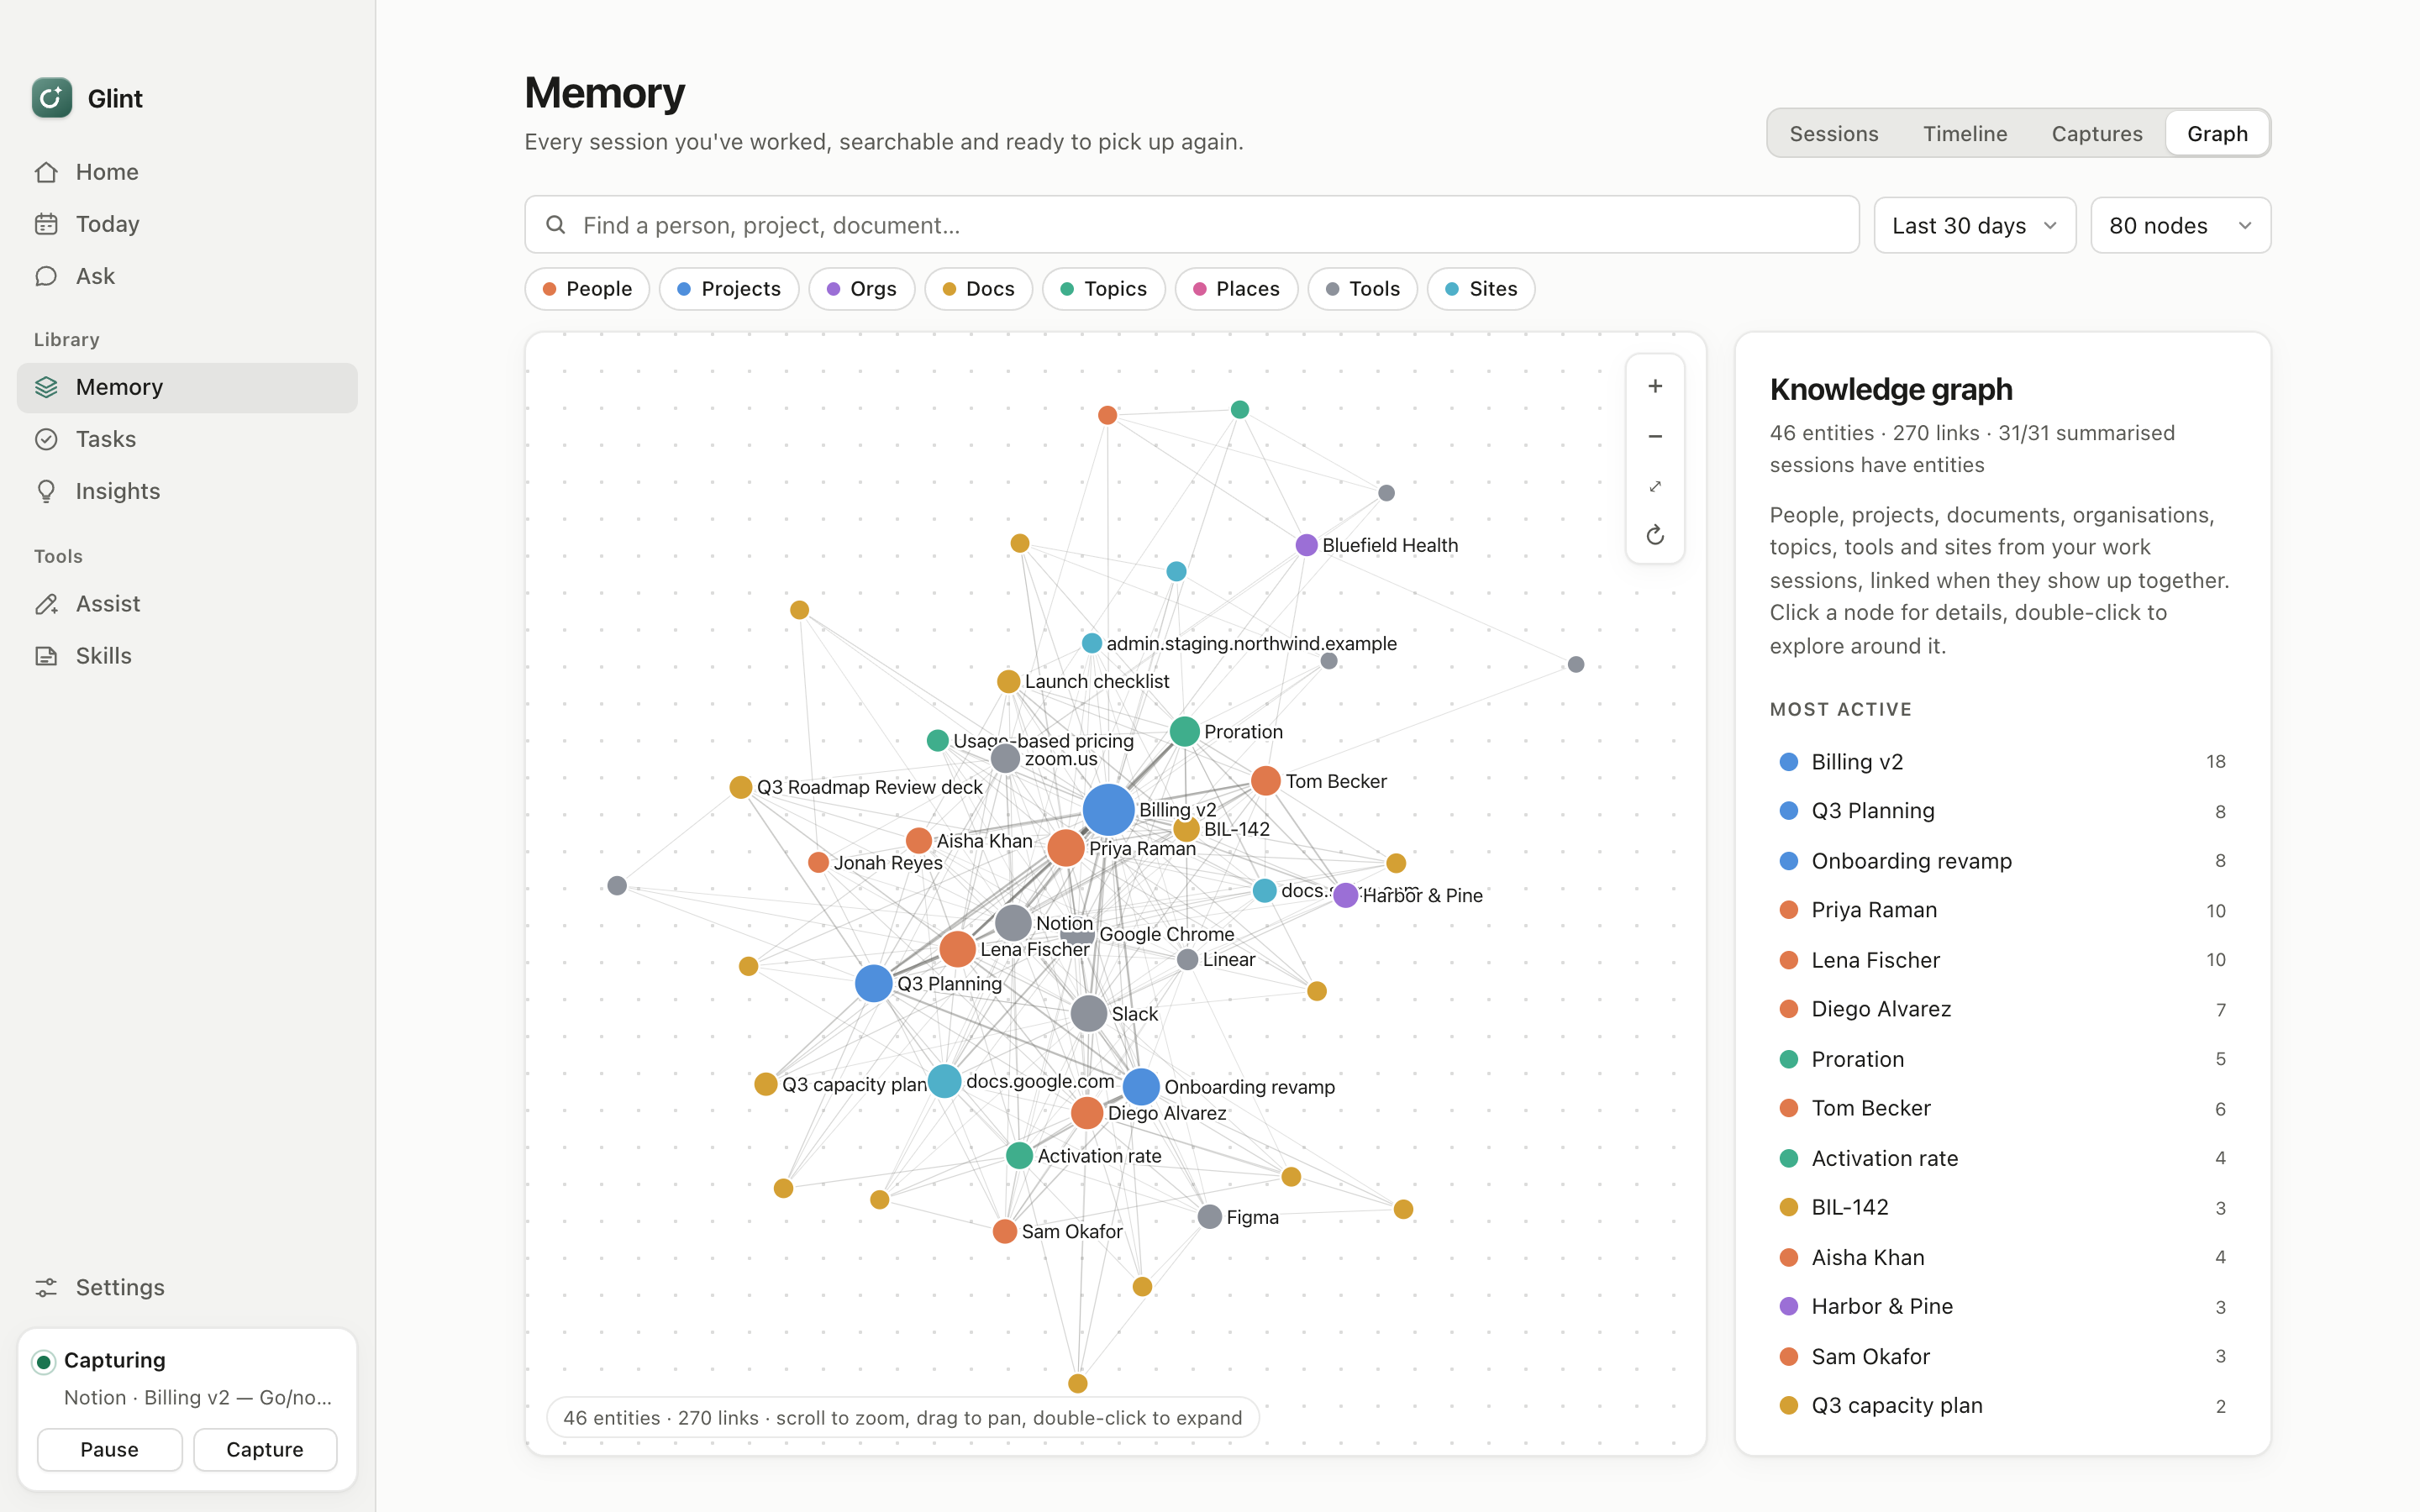 Glint
Home
Today
Ask
Library
Memory
Tasks
Insights
Tools
Assist
Skills
Settings
Capturing
Notion · Billing v2 — Go/no...
Pause
Capture
Memory
Every session you've worked, searchable and ready to pick up again.
Sessions
Timeline
Captures
Graph
Find a person, project, document...
Last 30 days
80 nodes
People
Projects
Orgs
Docs
Topics
Places
Tools
Sites
Bluefield Health
admin.staging.northwind.example
Launch checklist
Proration
Usage-based pricing
zoom.us
Tom Becker
Q3 Roadmap Review deck
Billing v2
BIL-142
Aisha Khan
Priya Raman
Jonah Reyes
Harbor & Pine
Notion
Google Chrome
Lena Fischer
Linear
Q3 Planning
Slack
Q3 capacity plan
docs.google.com
Onboarding revamp
Diego Alvarez
Activation rate
Figma
Sam Okafor
46 entities · 270 links · scroll to zoom, drag to pan, double-click to expand
Knowledge graph
46 entities · 270 links · 31/31 summarised
sessions have entities
People, projects, documents, organisations,
topics, tools and sites from your work
sessions, linked when they show up together.
Click a node for details, double-click to
explore around it.
MOST ACTIVE
Billing v2 18
Q3 Planning 8
Onboarding revamp 8
Priya Raman 10
Lena Fischer 10
Diego Alvarez 7
Proration 5
Tom Becker 6
Activation rate 4
BIL-142 3
Aisha Khan 4
Harbor & Pine 3
Sam Okafor 3
Q3 capacity plan 2